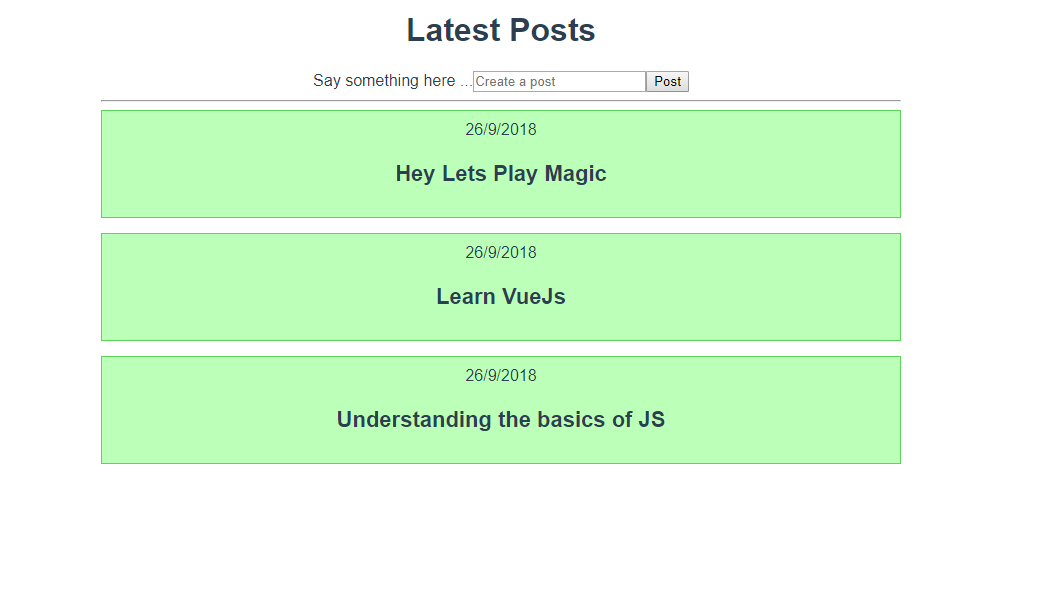 Latest Posts
Say something here ... Create a post Post
26/9/2018
Hey Lets Play Magic
26/9/2018
Learn VueJs
26/9/2018
Understanding the basics of JS